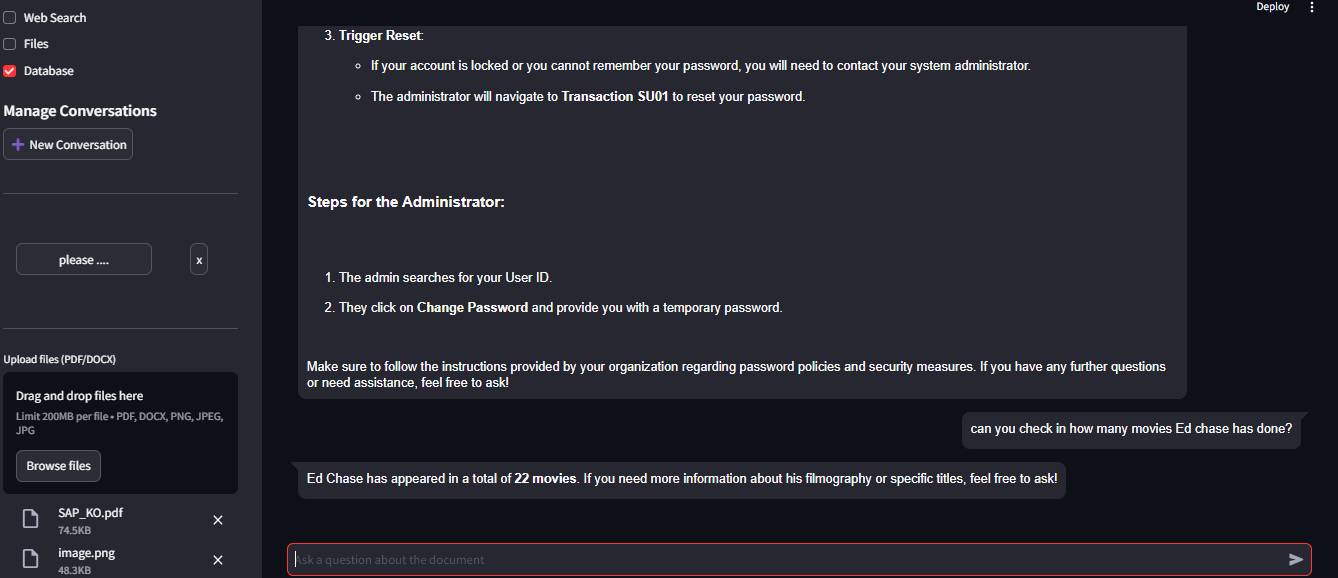 Web Search
Files
Database
Manage Conversations
+ New Conversation
please ....
x
Upload files (PDF/DOCX)
Drag and drop files here
Limit 200MB per file • PDF, DOCX, PNG, JPEG,
JPG
Browse files
SAP_KO.pdf
74.5KB
image.png
48.3KB
Deploy
3. Trigger Reset:
If your account is locked or you cannot remember your password, you will need to contact your system administrator.
The administrator will navigate to Transaction SU01 to reset your password.
Steps for the Administrator:
1. The admin searches for your User ID.
2. They click on Change Password and provide you with a temporary password.
Make sure to follow the instructions provided by your organization regarding password policies and security measures. If you have any further questions
or need assistance, feel free to ask!
can you check in how many movies Ed chase has done?
Ed Chase has appeared in a total of 22 movies. If you need more information about his filmography or specific titles, feel free to ask!
Ask a question about the document